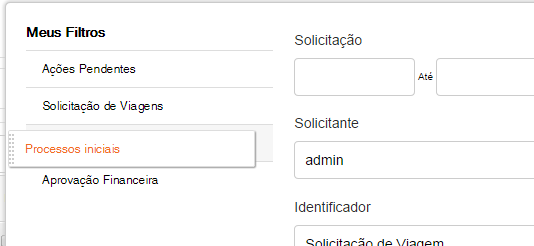 Meus Filtros
Ações Pendentes
Solicitação de Viagens
Processos iniciais
Aprovação Financeira
Solicitação
Até
Solicitante
admin
Identificador
Solicitação de Viagem